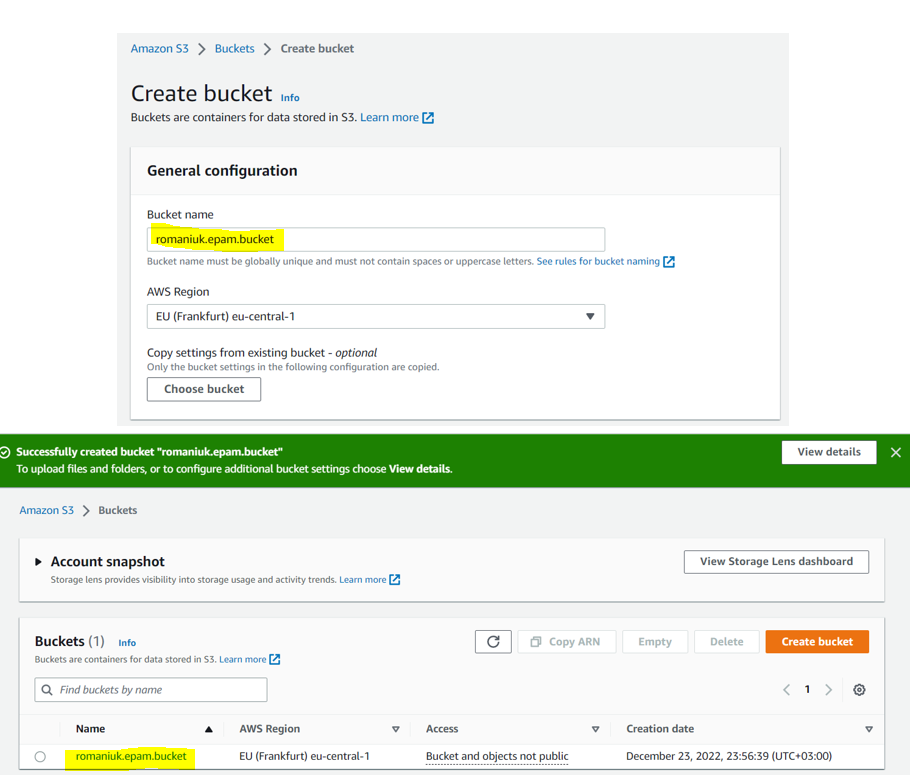 Amazon S3 > Buckets > Create bucket
Create bucket Info
Buckets are containers for data stored in S3. Learn more
General configuration
Bucket name
romaniuk.epam.bucket
Bucket name must be globally unique and must not contain spaces or uppercase letters. See rules for bucket naming
AWS Region
EU (Frankfurt) eu-central-1
Copy settings from existing bucket - optional
Only the bucket settings in the following configuration are copied.
Choose bucket
Successfully created bucket "romaniuk.epam.bucket"
To upload files and folders, or to configure additional bucket settings choose View details.
View details
Amazon S3 > Buckets
Account snapshot
Storage lens provides visibility into storage usage and activity trends. Learn more
View Storage Lens dashboard
Buckets (1) Info
Buckets are containers for data stored in S3. Learn more
Copy ARN Empty Delete Create bucket
Find buckets by name
1
Name AWS Region Access Creation date
romaniuk.epam.bucket EU (Frankfurt) eu-central-1 Bucket and objects not public December 23, 2022, 23:56:39 (UTC+03:00)